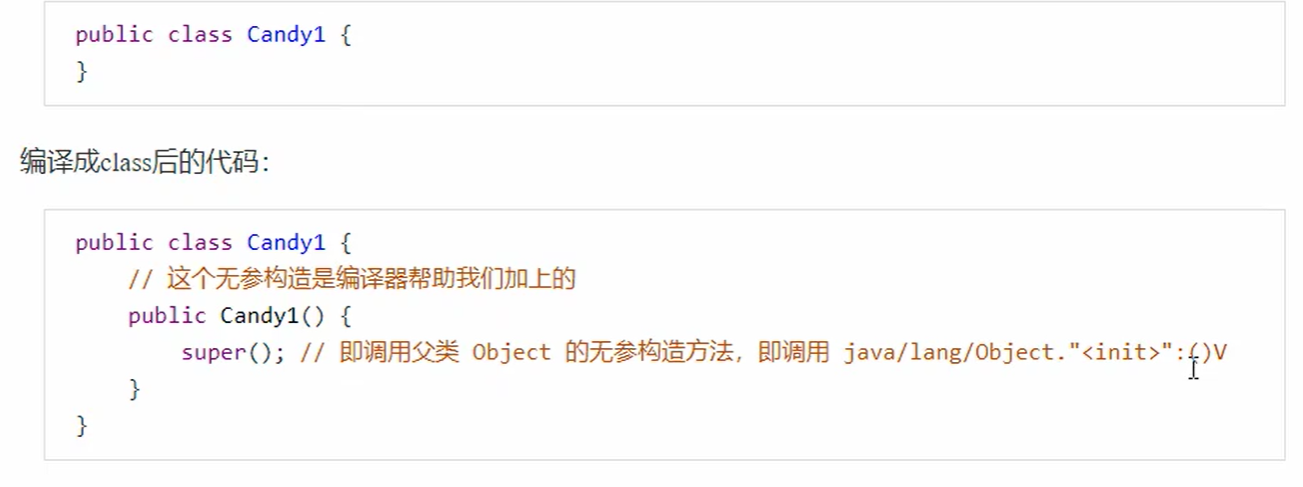 public class Candy1 {
}
编译成class后的代码：
public class Candy1 {
// 这个无参构造是编译器帮助我们加上的
public Candy1() {
super(); // 即调用父类 Object 的无参构造方法，即调用 java/lang/Object."<init>":()V
}
}